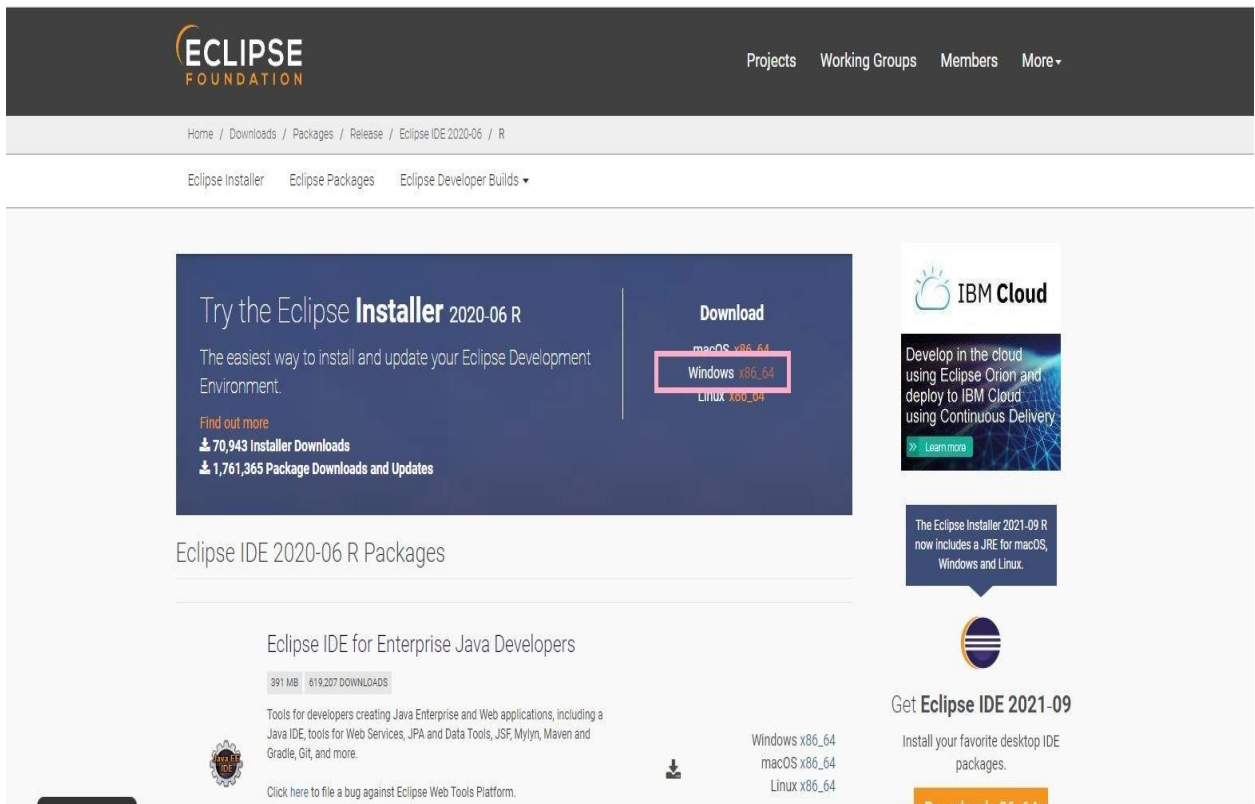 ECLIPSE
FOUNDATION
Projects Working Groups Members More
Home / Downloads / Packages / Release / Eclipse IDE 2020-06 / R
Eclipse Installer Eclipse Packages Eclipse Developer Builds
Try the Eclipse Installer 2020-06 R
The easiest way to install and update your Eclipse Development
Environment.
Find out more
70,943 Installer Downloads
1,761,365 Package Downloads and Updates
Download
macOS x86_64
Windows x86_64
Linux x86_64
IBM Cloud
Develop in the cloud
using Eclipse Orion and
deploy to IBM Cloud
using Continuous Delivery
>> Learn more
The Eclipse Installer 2021-09 R
now includes a JRE for macOS,
Windows and Linux.
Eclipse IDE 2020-06 R Packages
Eclipse IDE for Enterprise Java Developers
391 MB 619,207 DOWNLOADS
Tools for developers creating Java Enterprise and Web applications, including a
Java IDE, tools for Web Services, JPA and Data Tools, JSF, Mylyn, Maven and
Gradle, Git, and more.
Click here to file a bug against Eclipse Web Tools Platform.
Java EE
IDE
Windows x86_64
macOS x86_64
Linux x86_64
Get Eclipse IDE 2021-09
Install your favorite desktop IDE
packages.